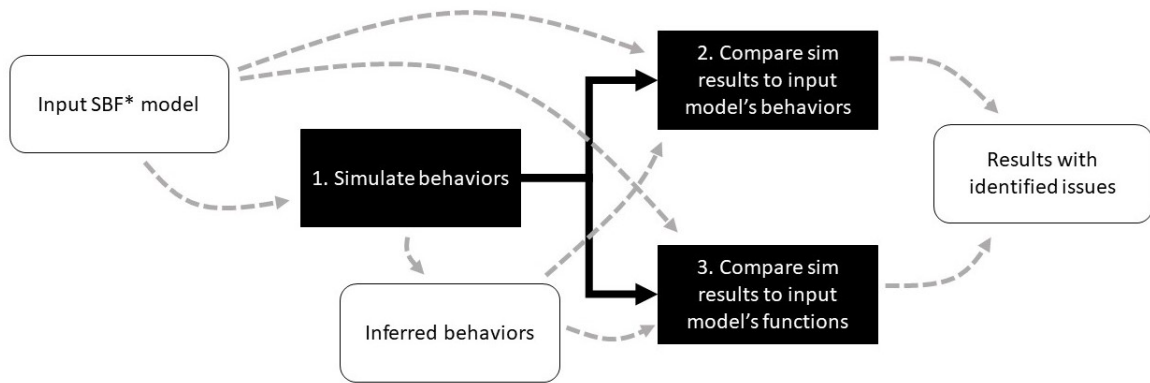 Input SBF* model
1. Simulate behaviors
Inferred behaviors
2. Compare sim
results to input
model’s behaviors
3. Compare sim
results to input
model’s functions
Results with
identified issues